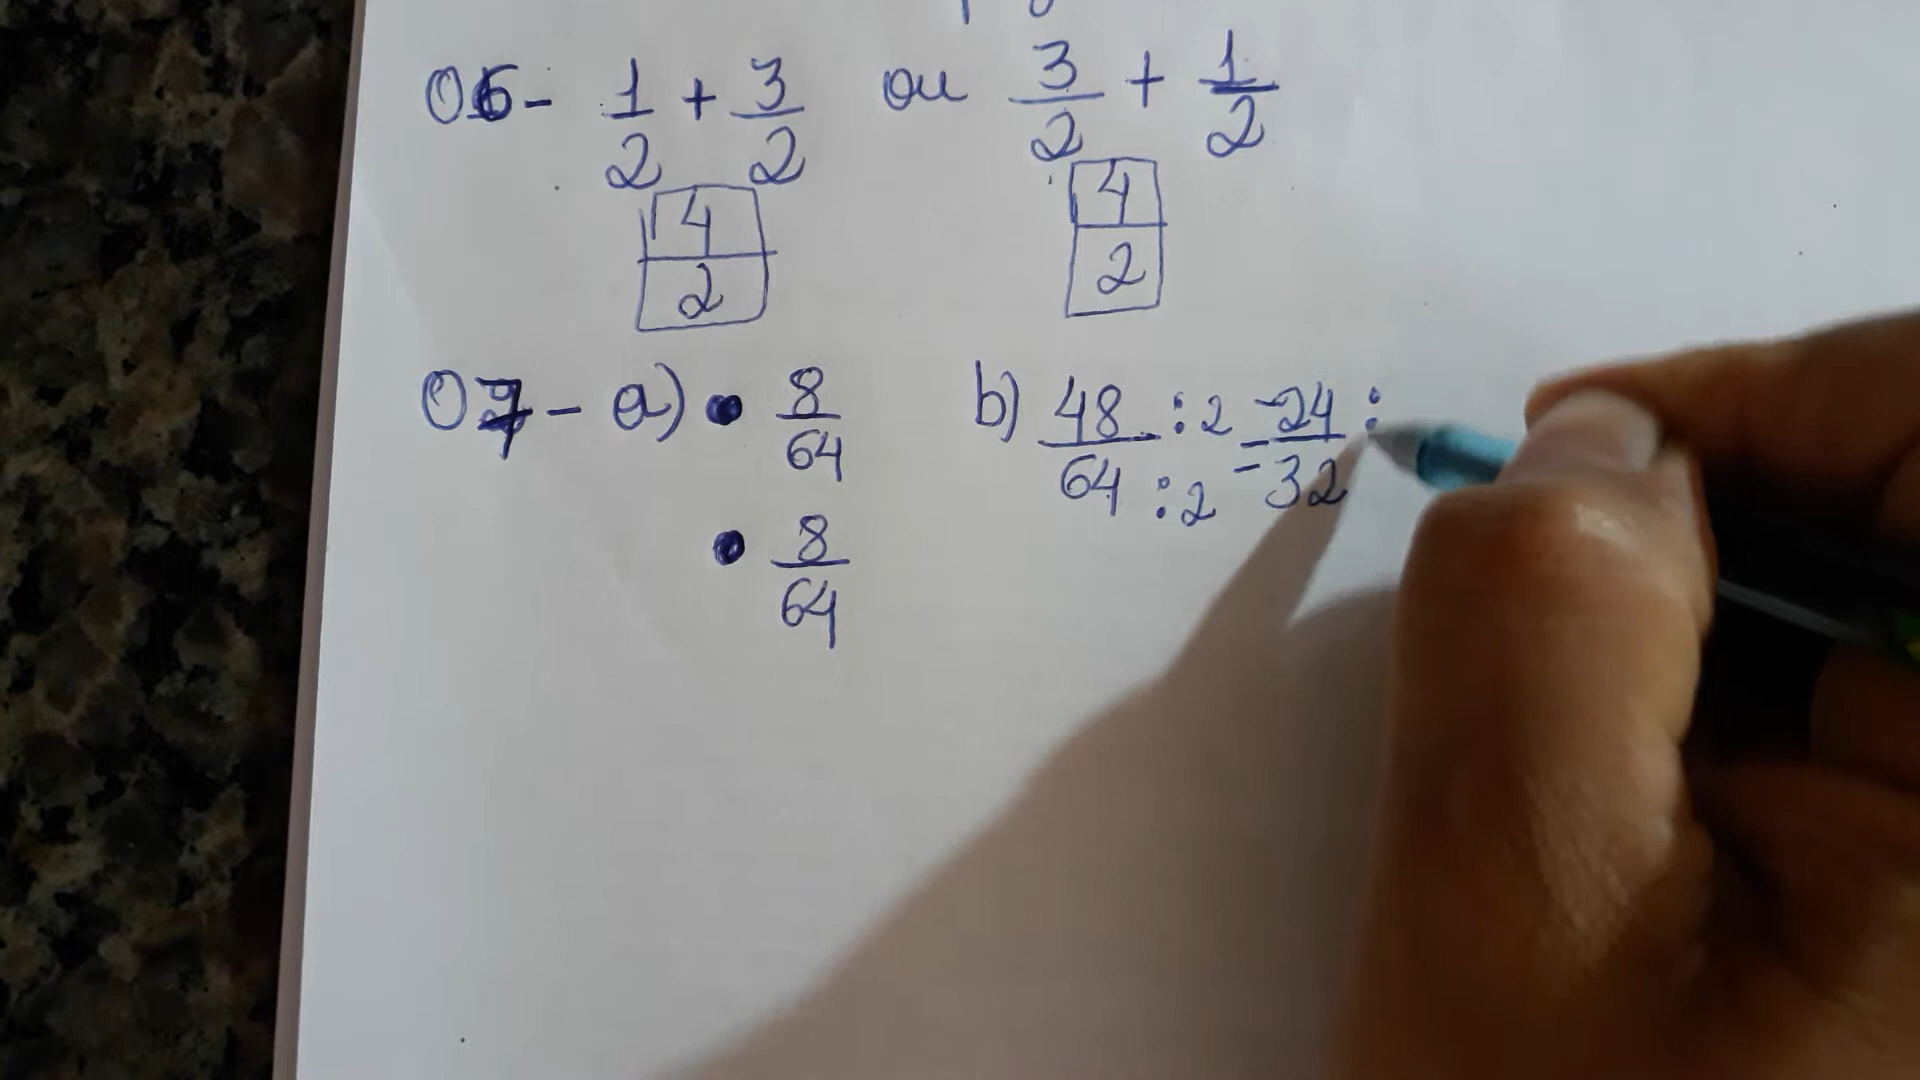 06- 1/2 + 3/2 ou 3/2 + 1/2
4/2 4/2
07- a) • 8/64 b) 48/64 :2 :2 = 24/32 :
• 8/64